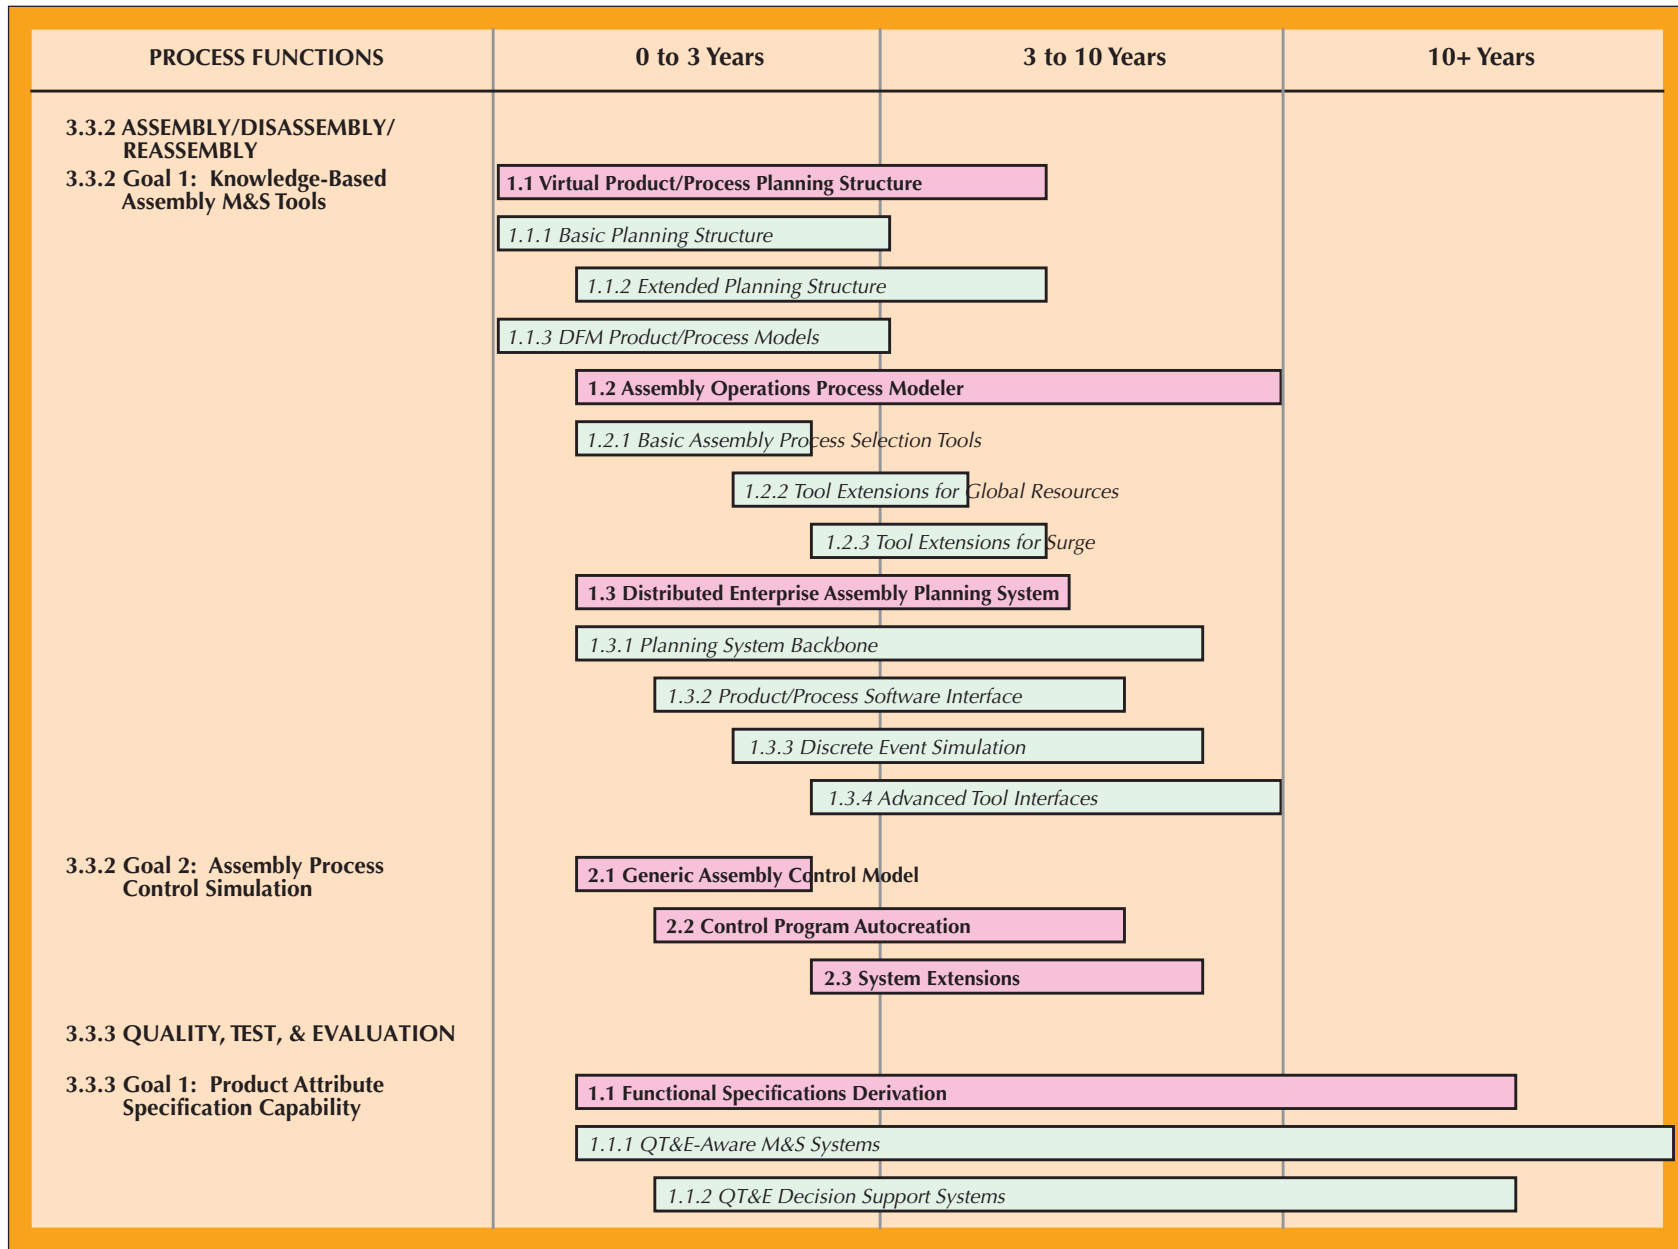 PROCESS FUNCTIONS 0 to 3 Years 3 to 10 Years 10+ Years
3.3.2 ASSEMBLY/DISASSEMBLY/
REASSEMBLY
3.3.2 Goal 1: Knowledge-Based
Assembly M&S Tools
1.1 Virtual Product/Process Planning Structure
1.1.1 Basic Planning Structure
1.1.2 Extended Planning Structure
1.1.3 DFM Product/Process Models
1.2 Assembly Operations Process Modeler
1.2.1 Basic Assembly Process Selection Tools
1.2.2 Tool Extensions for Global Resources
1.2.3 Tool Extensions for Surge
1.3 Distributed Enterprise Assembly Planning System
1.3.1 Planning System Backbone
1.3.2 Product/Process Software Interface
1.3.3 Discrete Event Simulation
1.3.4 Advanced Tool Interfaces
3.3.2 Goal 2: Assembly Process
Control Simulation
2.1 Generic Assembly Control Model
2.2 Control Program Autocreation
2.3 System Extensions
3.3.3 QUALITY, TEST, & EVALUATION
3.3.3 Goal 1: Product Attribute
Specification Capability
1.1 Functional Specifications Derivation
1.1.1 QT&E-Aware M&S Systems
1.1.2 QT&E Decision Support Systems